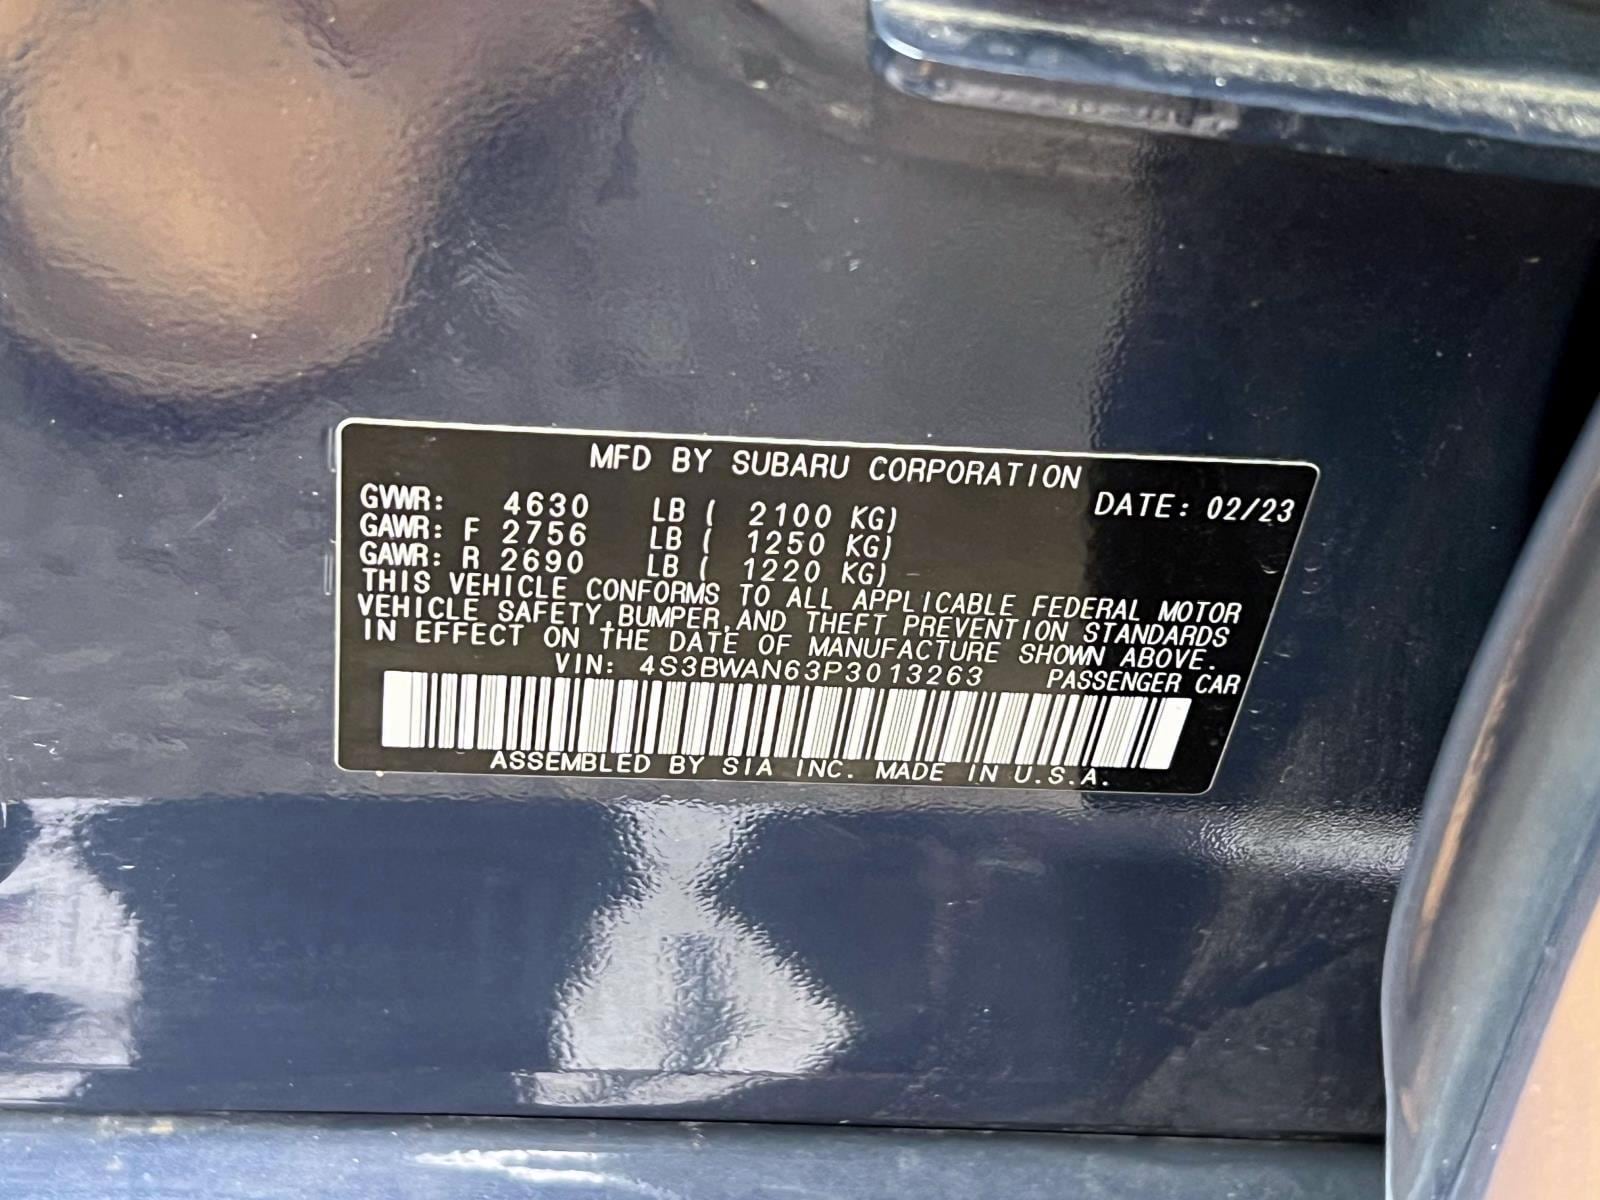 MFD BY SUBARU CORPORATION
GVWR: 4630 LB ( 2100 KG) DATE: 02/23
GAWR: F 2756 LB ( 1250 KG)
GAWR: R 2690 LB ( 1220 KG)
THIS VEHICLE CONFORMS TO ALL APPLICABLE FEDERAL MOTOR
VEHICLE SAFETY, BUMPER, AND THEFT PREVENTION STANDARDS
IN EFFECT ON THE DATE OF MANUFACTURE SHOWN ABOVE.
VIN: 4S3BWAN63P3013263 PASSENGER CAR
ASSEMBLED BY SIA INC. MADE IN U.S.A.